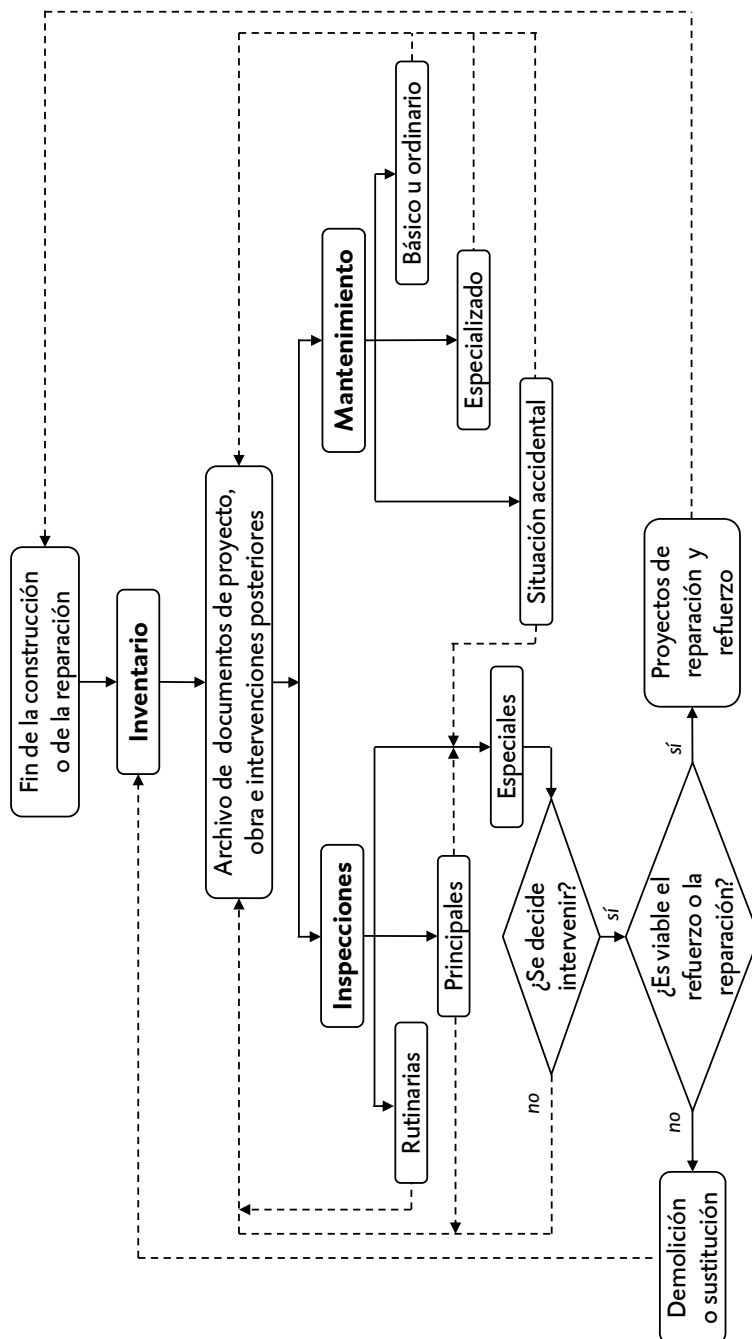 Fin de la construcción
o de la reparación
Inventario
Archivo de documentos de proyecto,
obra e intervenciones posteriores
Inspecciones
Mantenimiento
Rutinarias
Principales
Especiales
Situación accidental
Especializado
Básico u ordinario
¿Se decide
intervenir?
no
sí
¿Es viable el
refuerzo o la
reparación?
no
sí
Demolición
o sustitución
Proyectos de
reparación y
refuerzo